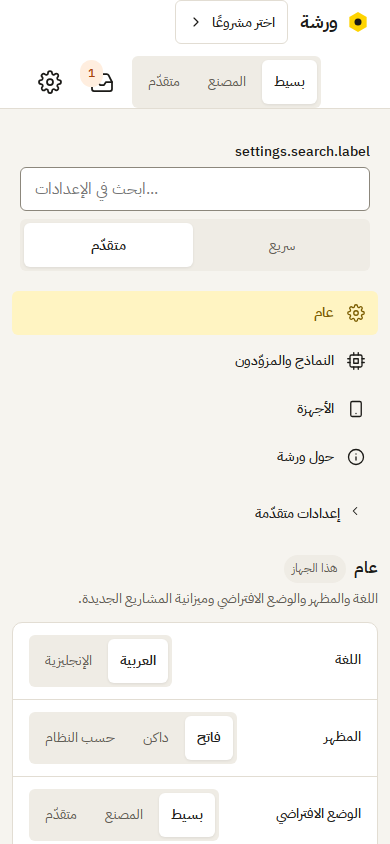 ورشة
اختر مشروعًا
بسيط المصنع متقدّم
1
settings.search.label
ابحث في الإعدادات...
سريع متقدّم
عام
النماذج والمزوّدون
الأجهزة
حول ورشة
إعدادات متقدّمة
عام هذا الجهاز
اللغة والمظهر والوضع الافتراضي وميزانية المشاريع الجديدة.
اللغة العربية الإنجليزية
المظهر فاتح داكن حسب النظام
الوضع الافتراضي بسيط المصنع متقدّم